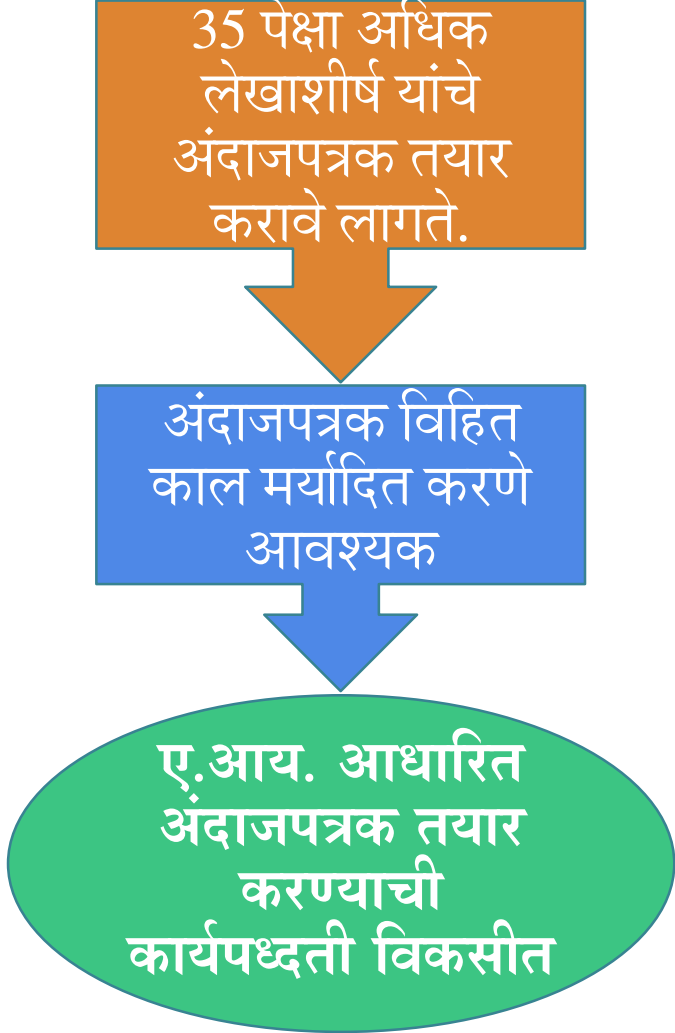 35 पेक्षा अधिक
लेखाशीर्ष यांचे
अंदाजपत्रक तयार
करावे लागते.
अंदाजपत्रक विहित
काल मर्यादित करणे
आवश्यक
ए.आय. आधारित
अंदाजपत्रक तयार
करण्याची
कार्यपध्दती विकसीत